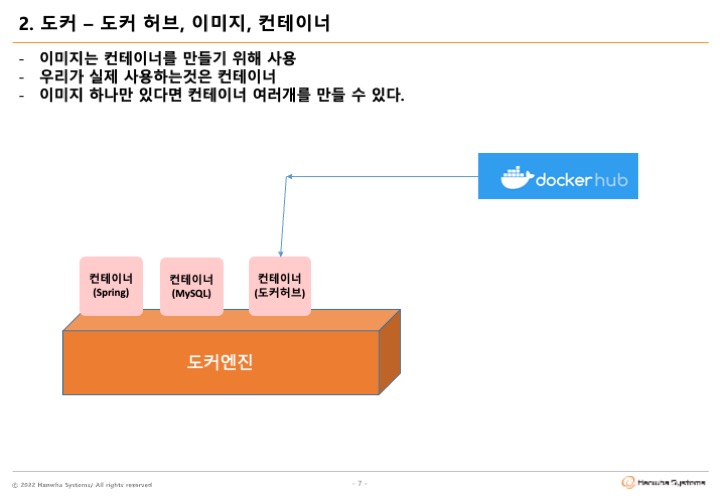 2. 도커 – 도커 허브, 이미지, 컨테이너
- 이미지는 컨테이너를 만들기 위해 사용
- 우리가 실제 사용하는것은 컨테이너
- 이미지 하나만 있다면 컨테이너 여러개를 만들 수 있다.
docker hub
컨테이너
(Spring)
컨테이너
(MySQL)
컨테이너
(도커허브)
도커엔진
© 2022 Hanwha Systems/ All rights reserved
- 7 -
Hanwha Systems